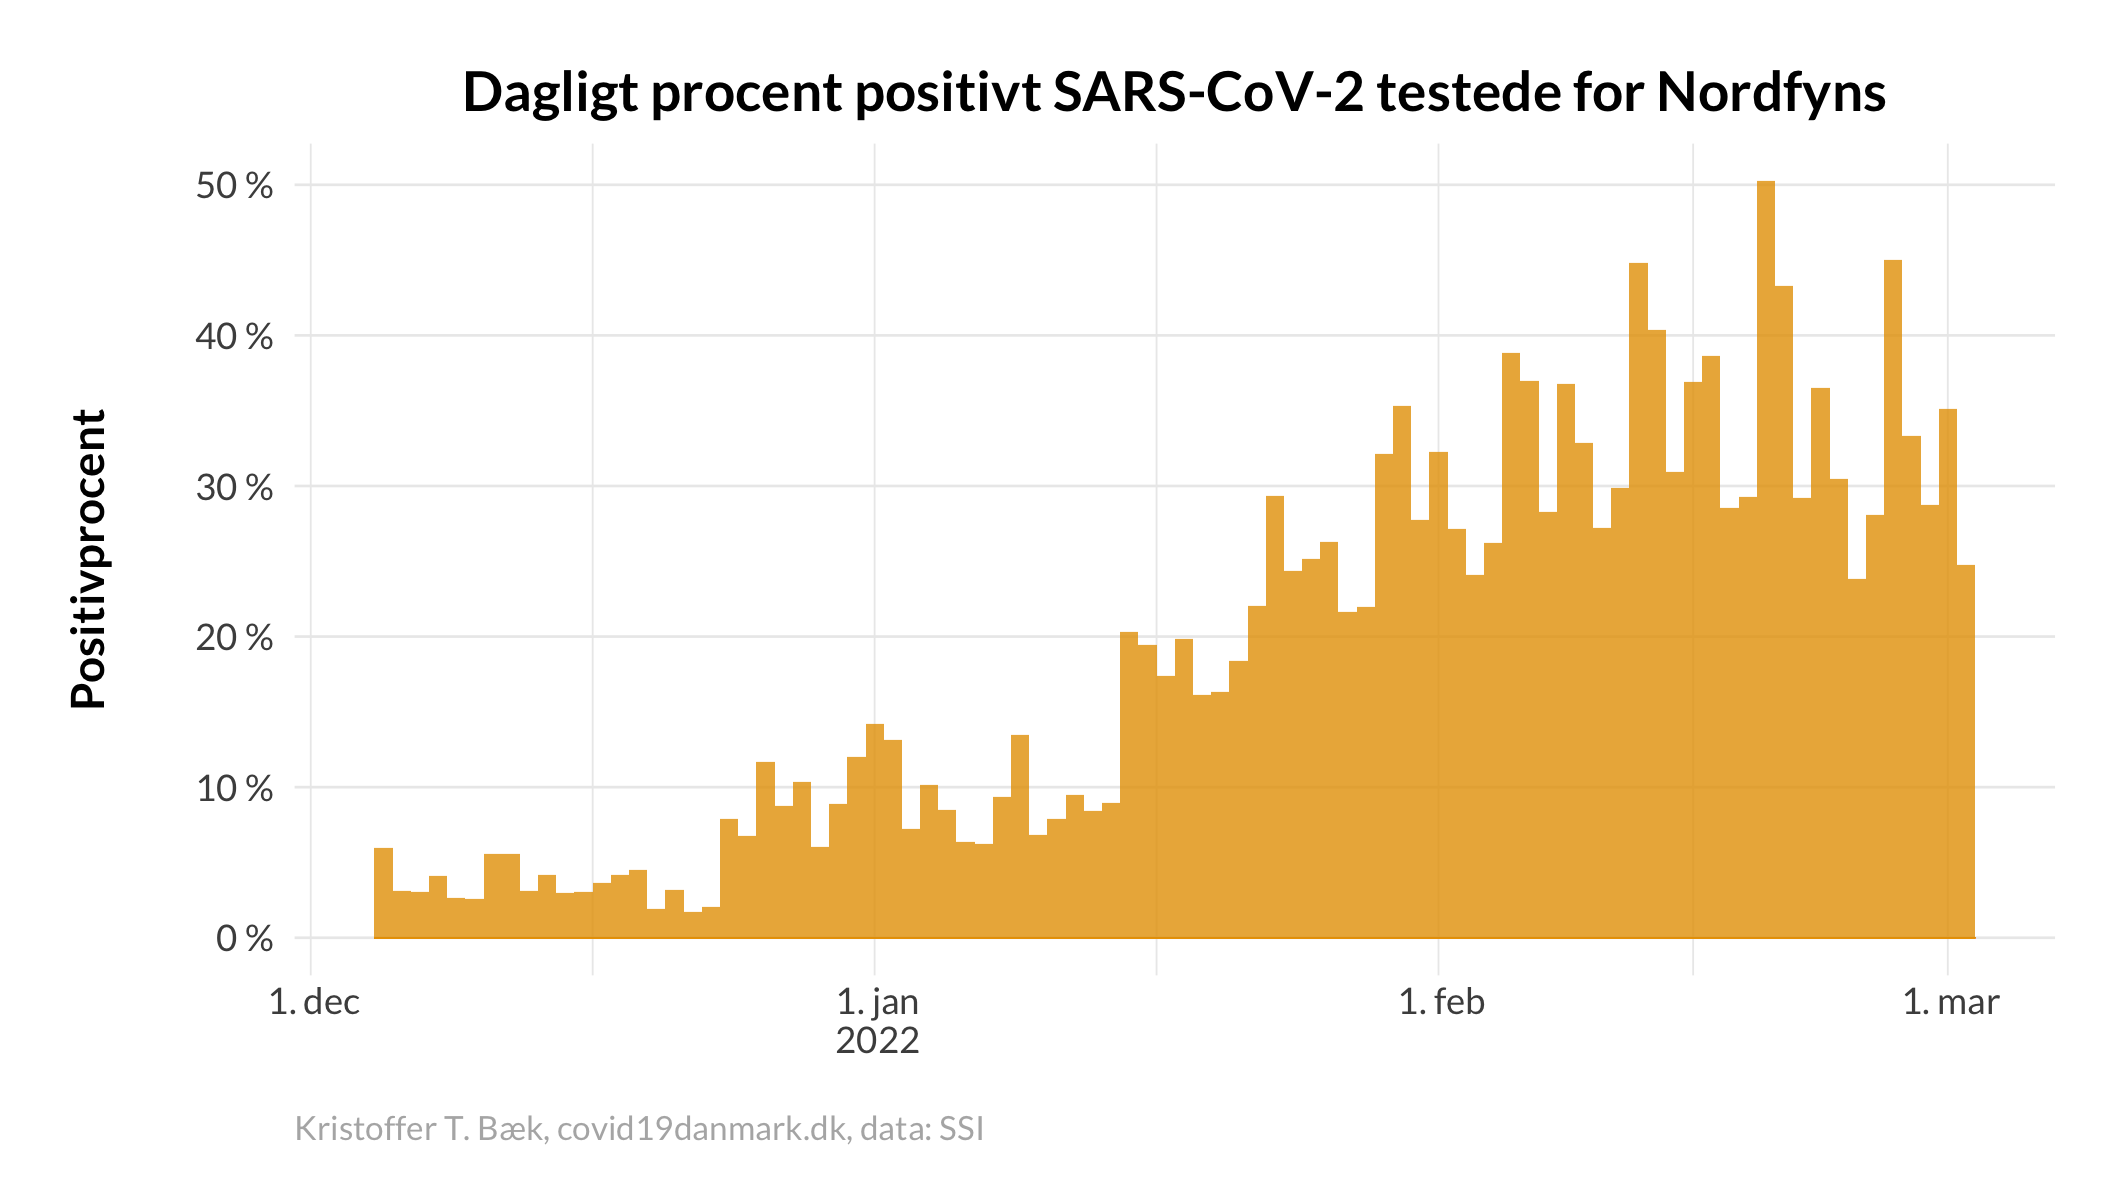 Dagligt procent positivt SARS-CoV-2 testede for Nordfyns
Positivprocent
50 %
40 %
30 %
20 %
10 %
0 %
1. dec
1. jan
2022
1. feb
1. mar
Kristoffer T. Bæk, covid19danmark.dk, data: SSI